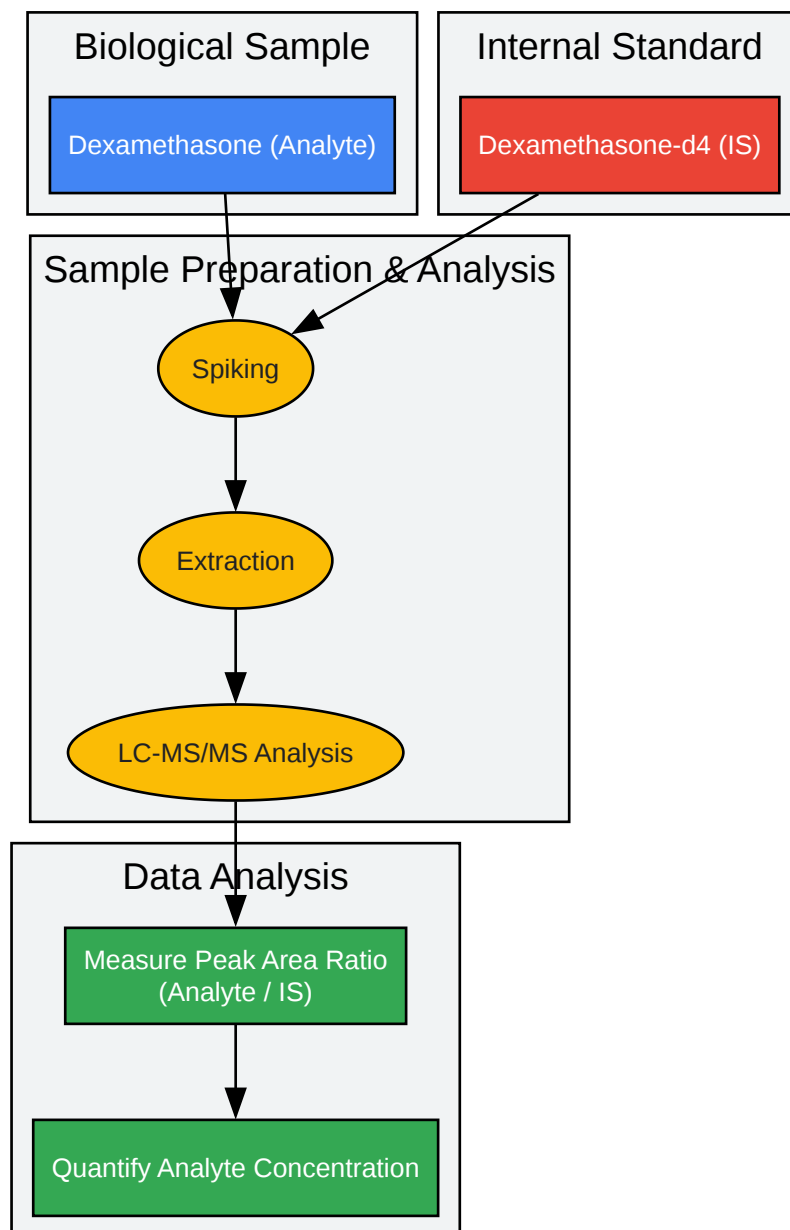 Biological Sample
Internal Standard
Dexamethasone (Analyte)
Dexamethasone-d4 (IS)
Sample Preparation & Analysis
Spiking
Extraction
LC-MS/MS Analysis
Data Analysis
Measure Peak Area Ratio
(Analyte / IS)
Quantify Analyte Concentration